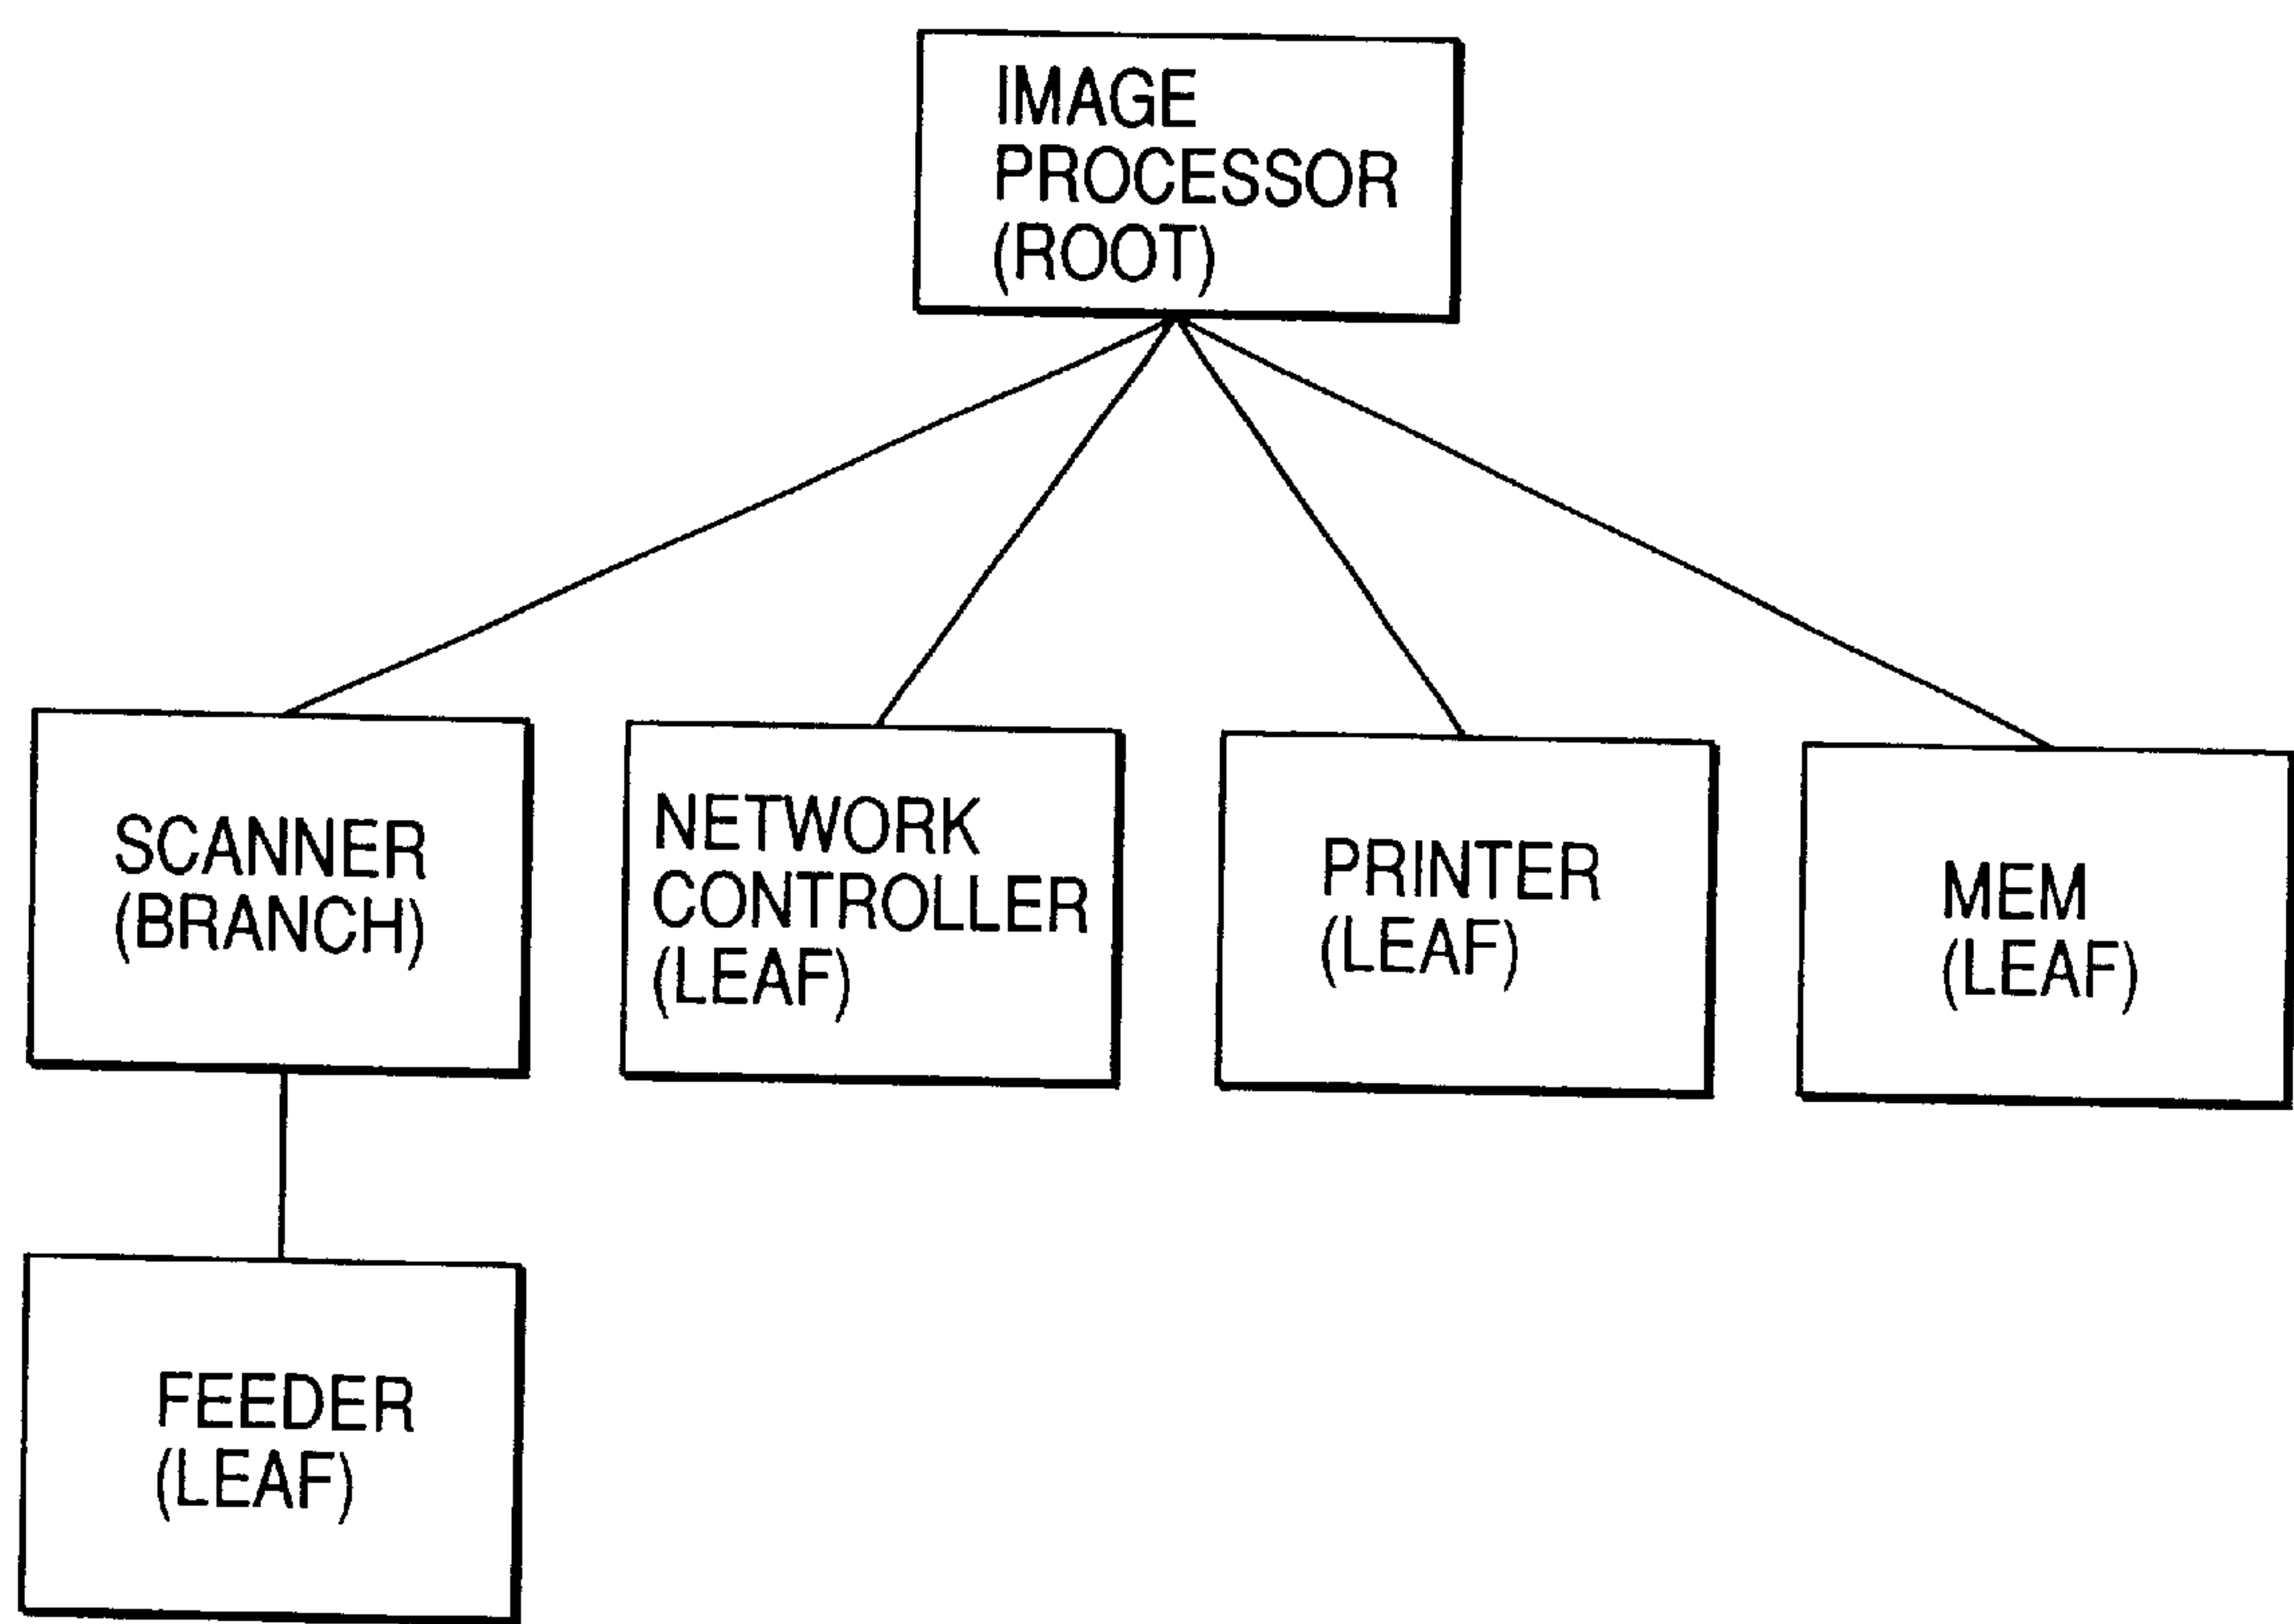 IMAGE
PROCESSOR
(ROOT)
SCANNER
(BRANCH)
NETWORK
CONTROLLER
(LEAF)
PRINTER
(LEAF)
MEM
(LEAF)
FEEDER
(LEAF)